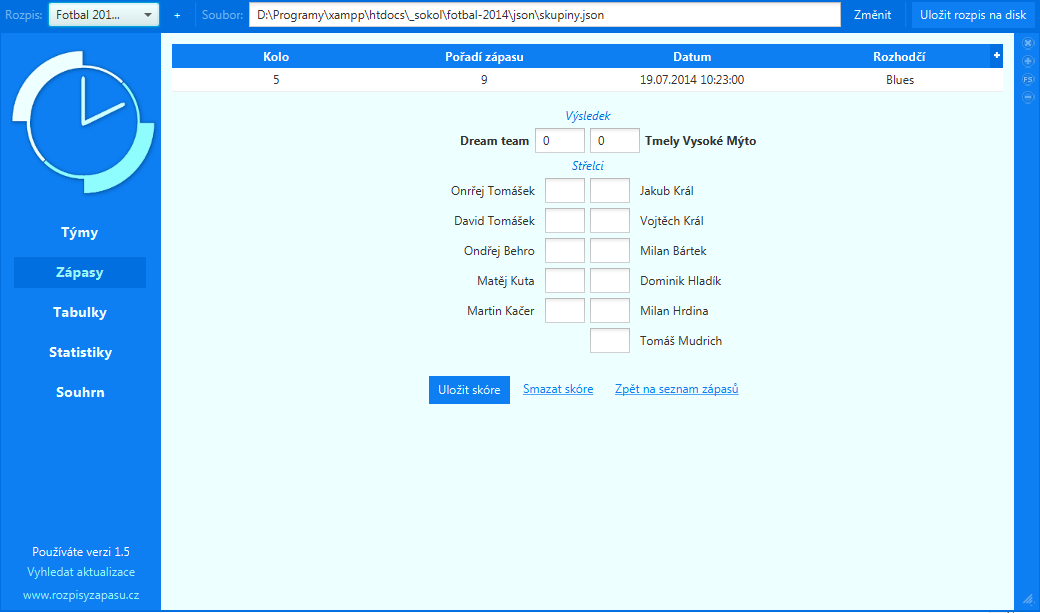 Rozpis: Fotbal 201... + Soubor: D:\Programy\xampp\htdocs\_sokol\fotbal-2014\json\skupiny.json Změnit Uložit rozpis na disk
Kolo Pořadí zápasu Datum Rozhodčí +
5 9 19.07.2014 10:23:00 Blues
Výsledek
Dream team 0 0 Tmely Vysoké Mýto
Střelci
Onrřej Tomášek Jakub Král
David Tomášek Vojtěch Král
Ondřej Behro Milan Bártek
Matěj Kuta Dominik Hladík
Martin Kačer Milan Hrdina
Tomáš Mudrich
Uložit skóre Smazat skóre Zpět na seznam zápasů
Týmy
Zápasy
Tabulky
Statistiky
Souhrn
Používáte verzi 1.5
Vyhledat aktualizace
www.rozpisyzapasu.cz
FS